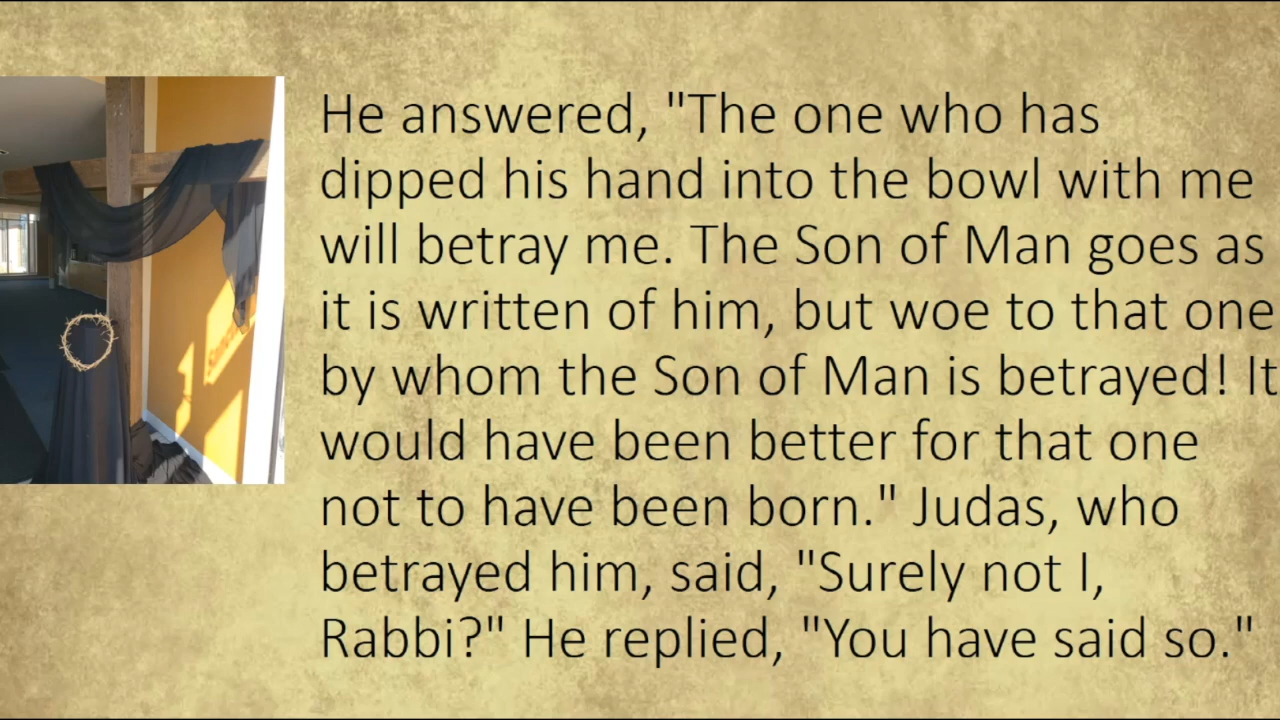 He answered, "The one who has
dipped his hand into the bowl with me
will betray me. The Son of Man goes as
it is written of him, but woe to that one
by whom the Son of Man is betrayed! It
would have been better for that one
not to have been born." Judas, who
betrayed him, said, "Surely not I,
Rabbi?" He replied, "You have said so."